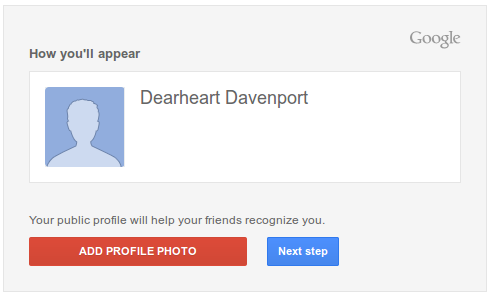 Google
How you'll appear
Dearheart Davenport
Your public profile will help your friends recognize you.
ADD PROFILE PHOTO
Next step